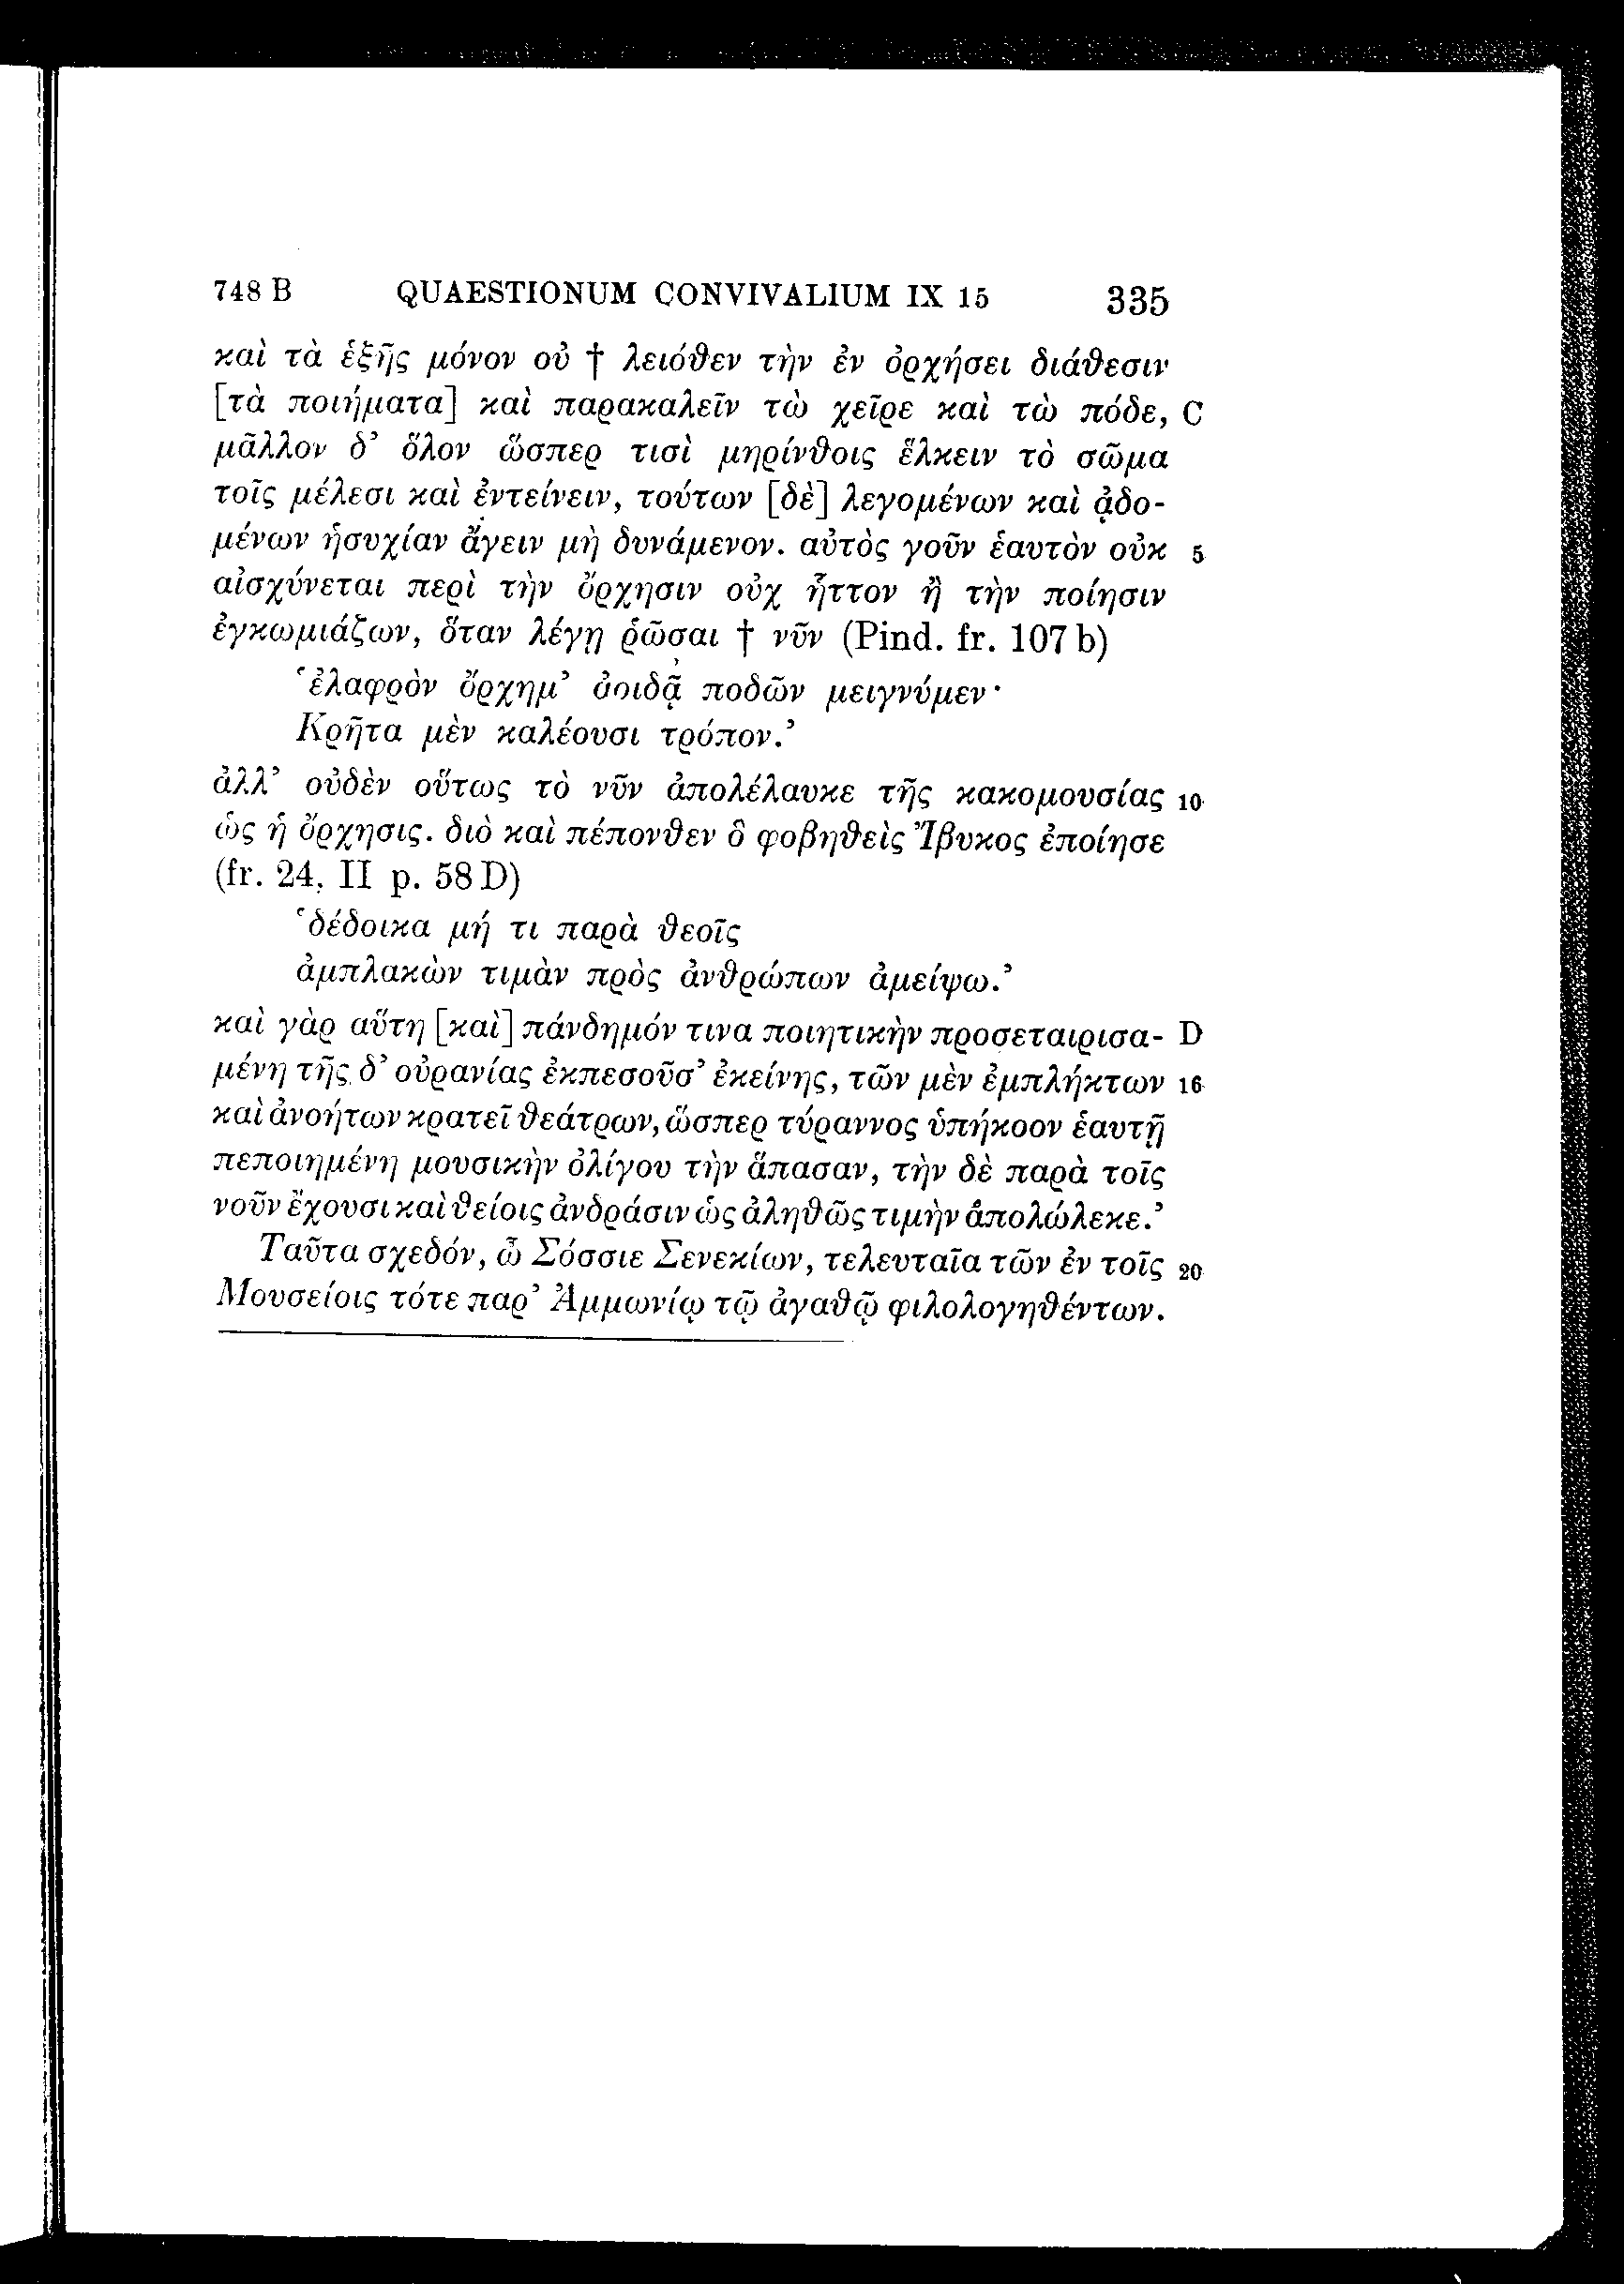 748 B QUAESTIONUM CONVIVALIUM IX 15 335
καὶ τὰ ἑξῆς μόνον οὐ † λειόθεν τὴν ἐν ὀρχήσει διάθεσιν
[τὰ ποιήματα] καὶ παρακαλεῖν τὼ χεῖρε καὶ τὼ πόδε, C
μᾶλλον δ’ ὅλον ὥσπερ τισὶ μηρίνθοις ἕλκειν τὸ σῶμα
τοῖς μέλεσι καὶ ἐντείνειν, τούτων [δὲ] λεγομένων καὶ ᾀδο-
μένων ἡσυχίαν ἄγειν μὴ δυνάμενον. αὐτὸς γοῦν ἑαυτὸν οὐκ 5
αἰσχύνεται περὶ τὴν ὄρχησιν οὐχ ἧττον ἢ τὴν ποίησιν
ἐγκωμιάζων, ὅταν λέγῃ ῥῶσαι † νῦν (Pind. fr. 107 b)
‘ἐλαφρὸν ὄρχημ’ ἀοιδᾷ ποδῶν μειγνύμεν·
Κρῆτα μὲν καλέουσι τρόπον.’
ἀλλ’ οὐδὲν οὕτως τὸ νῦν ἀπολέλαυκε τῆς κακομουσίας 10
ὡς ἡ ὄρχησις. διὸ καὶ πέπονθεν ὃ φοβηθεὶς Ἴβυκος ἐποίησε
(fr. 24, II p. 58 D)
‘δέδοικα μή τι παρὰ θεοῖς
ἀμπλακὼν τιμὰν πρὸς ἀνθρώπων ἀμείψω.’
καὶ γὰρ αὕτη [καὶ] πάνδημόν τινα ποιητικὴν προσεταιρισα- D
μένη τῆς δ’ οὐρανίας ἐκπεσοῦσ’ ἐκείνης, τῶν μὲν ἐμπλήκτων 16
καὶ ἀνοήτων κρατεῖ θεάτρων, ὥσπερ τύραννος ὑπήκοον ἑαυτῇ
πεποιημένη μουσικὴν ὀλίγου τὴν ἅπασαν, τὴν δὲ παρὰ τοῖς
νοῦν ἔχουσι καὶ θείοις ἀνδράσιν ὡς ἀληθῶς τιμὴν ἀπολώλεκε.’
Ταῦτα σχεδόν, ὦ Σόσσιε Σενεκίων, τελευταῖα τῶν ἐν τοῖς 20
Μουσείοις τότε παρ’ Ἀμμωνίῳ τῷ ἀγαθῷ φιλολογηθέντων.